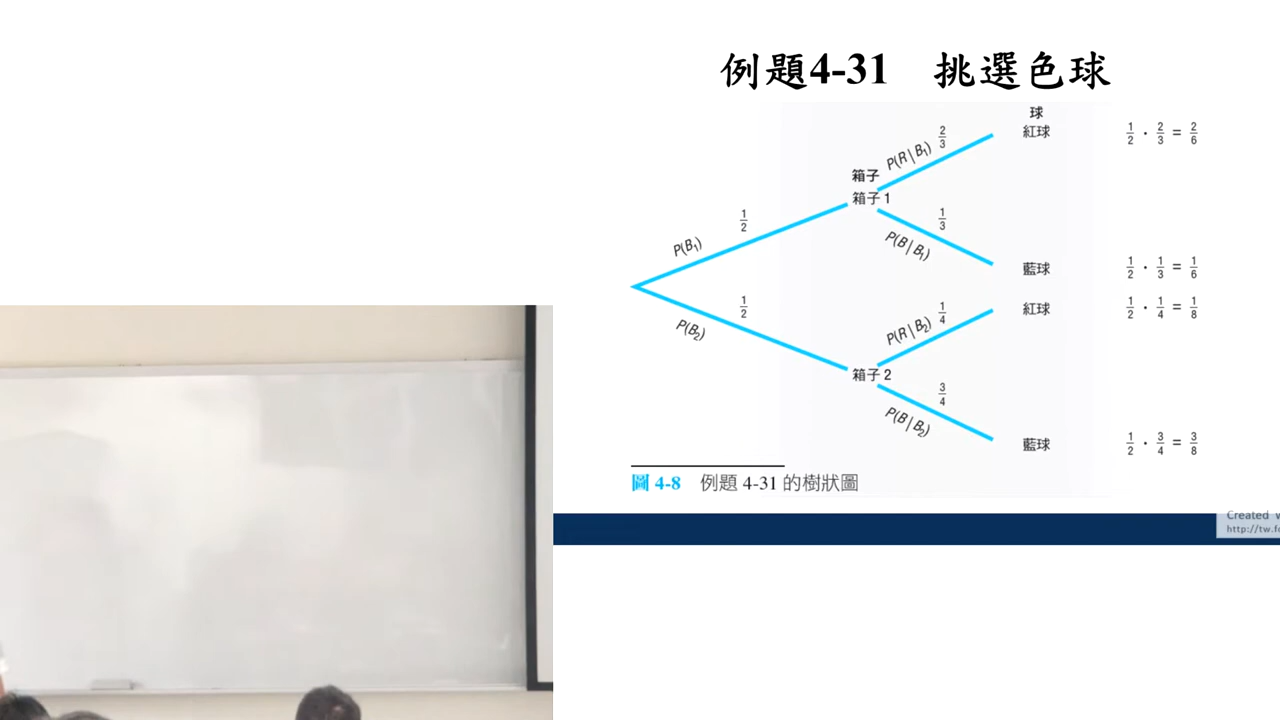 例題4-31 挑選色球
球
紅球
1/2 · 2/3 = 2/6
P(R | B₁) 2/3
箱子
箱子 1
1/2
P(B₁)
1/3
P(B | B₁)
藍球
1/2 · 1/3 = 1/6
紅球
1/2 · 1/4 = 1/8
1/2
P(B₂)
P(R | B₂) 1/4
箱子 2
3/4
P(B | B₂)
藍球
1/2 · 3/4 = 3/8
圖 4-8 例題 4-31 的樹狀圖
Created
http://tw.